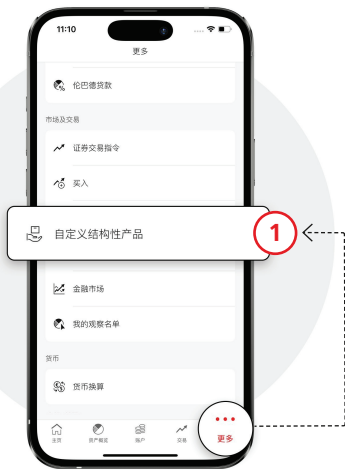 11:10
更多
伦巴德贷款
市场及交易
证券交易指令
买入
自定义结构性产品
1
金融市场
我的观察名单
货币
货币换算
主页
资产概览
账户
交易
更多